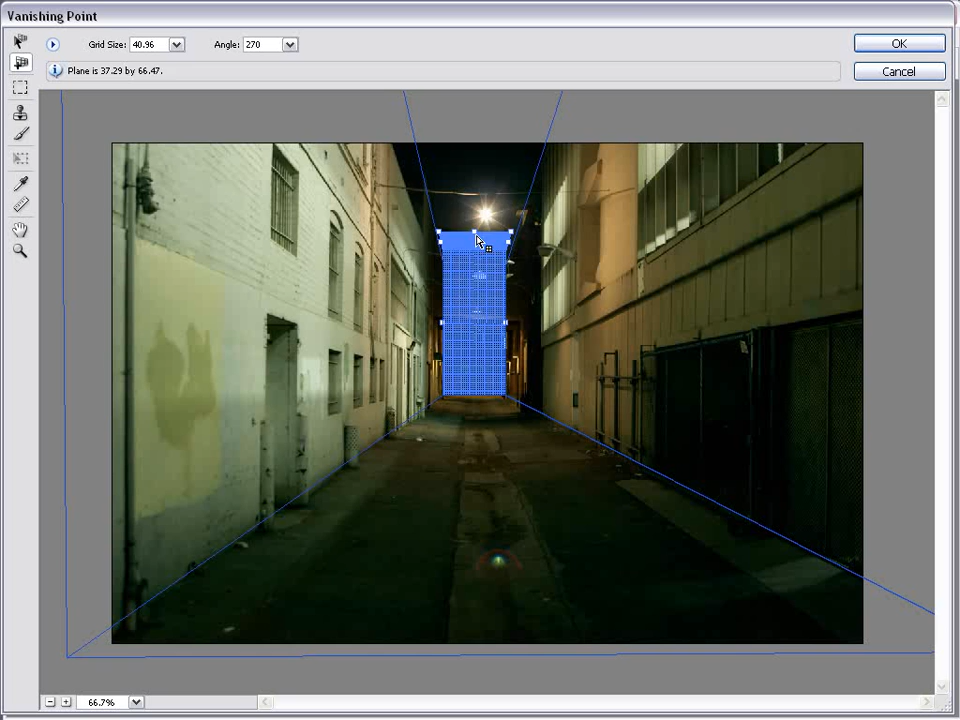 Vanishing Point
Grid Size: 40.96 Angle: 270 OK
Plane is 37.29 by 66.47. Cancel
66.7%